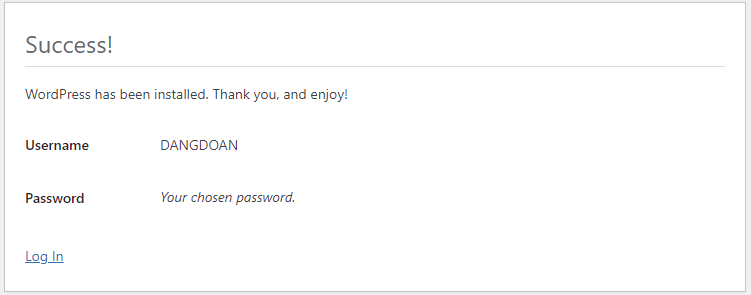 Success!
WordPress has been installed. Thank you, and enjoy!
Username DANGDOAN
Password Your chosen password.
Log In